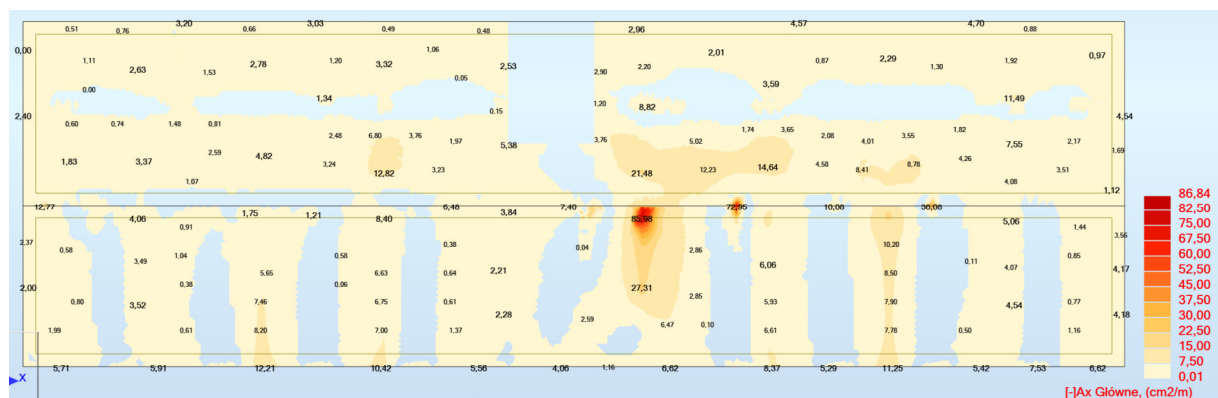 3,20 3,03 4,57 4,70
0.51 0.76 0.66 0.49 0.48 2,96 0.88
0,00 1,06 2,01 0,97
1,11 2,63 1,53 2,78 1,20 3,32 2,53 2,90 2,20 0,87 2,29 1,30 1,92
0.00 0.05 3,59
1,34 1,20 8,82 11,49
2,40 0.15 4,54
0,60 0,74 1,48 0,81 2,48 6,80 3,76 1,97 3,76 5,02 1,74 3,65 2,08 4,01 3,55 1,82 2,17
2,59 4,82 5,38 7,55 1,69
1,83 3,37 3,24 12,82 3,23 21,48 12,23 14,64 4,58 8,41 8,78 4,26 3,51
1,07 4,08 1,12
12,77 4,06 1,75 1,21 8,40 6,46 3,84 7,40 85,98 72,95 10,08 36,08 5,06
0,91 1,44
2,37 0,58 0,38 0,04 2,86 10,20 3,56
3,49 1,04 5,65 0,58 6,63 0,64 2,21 6,06 8,50 0,11 4,07 0,85 4,17
2,00 0,38 0,06 27,31
0,80 3,52 7,46 6,75 0,61 2,28 2,59 2,85 5,93 7,90 4,54 0,77 4,18
1,99 0,61 8,20 7,00 1,37 6,47 0,10 6,61 7,78 0,50 1,16
5,71 5,91 12,21 10,42 5,56 4,06 1,16 6,62 8,37 5,29 11,25 5,42 7,53 6,62
X
86,84
82,50
75,00
67,50
60,00
52,50
45,00
37,50
30,00
22,50
15,00
7,50
0,01
[-]Ax Główne, (cm2/m)